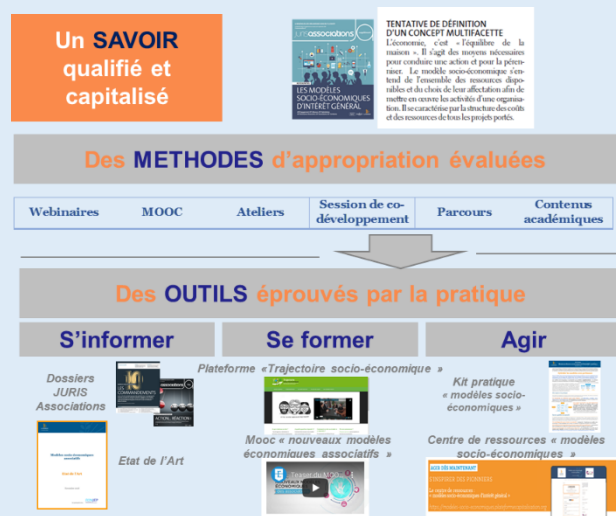 Un SAVOIR
qualifié et
capitalisé
JURISassociations
LES MODÈLES
SOCIO-ÉCONOMIQUES
D'INTÉRÊT GÉNÉRAL
TENTATIVE DE DÉFINITION
D'UN CONCEPT MULTIFACETTE
L'économie, c'est « l'équilibre de la
maison ». Il s'agit des moyens nécessaires
pour conduire une action et pour la péren-
niser. Le modèle socio-économique s'en-
tend de l'ensemble des ressources dispo-
nibles et du choix de leur affectation afin de
mettre en œuvre les activités d'une organisa-
tion. Il se caractérise par la structure des coûts
et des ressources de tous les projets portés.
Des METHODES d'appropriation évaluées
Webinaires
MOOC
Ateliers
Session de co-
développement
Parcours
Contenus
académiques
Des OUTILS éprouvés par la pratique
S'informer
Se former
Agir
Dossiers
JURIS
Associations
Etat de l'Art
Plateforme «Trajectoire socio-économique »
Mooc « nouveaux modèles
économiques associatifs »
Kit pratique
« modèles socio-
économiques »
Centre de ressources « modèles
socio-économiques »